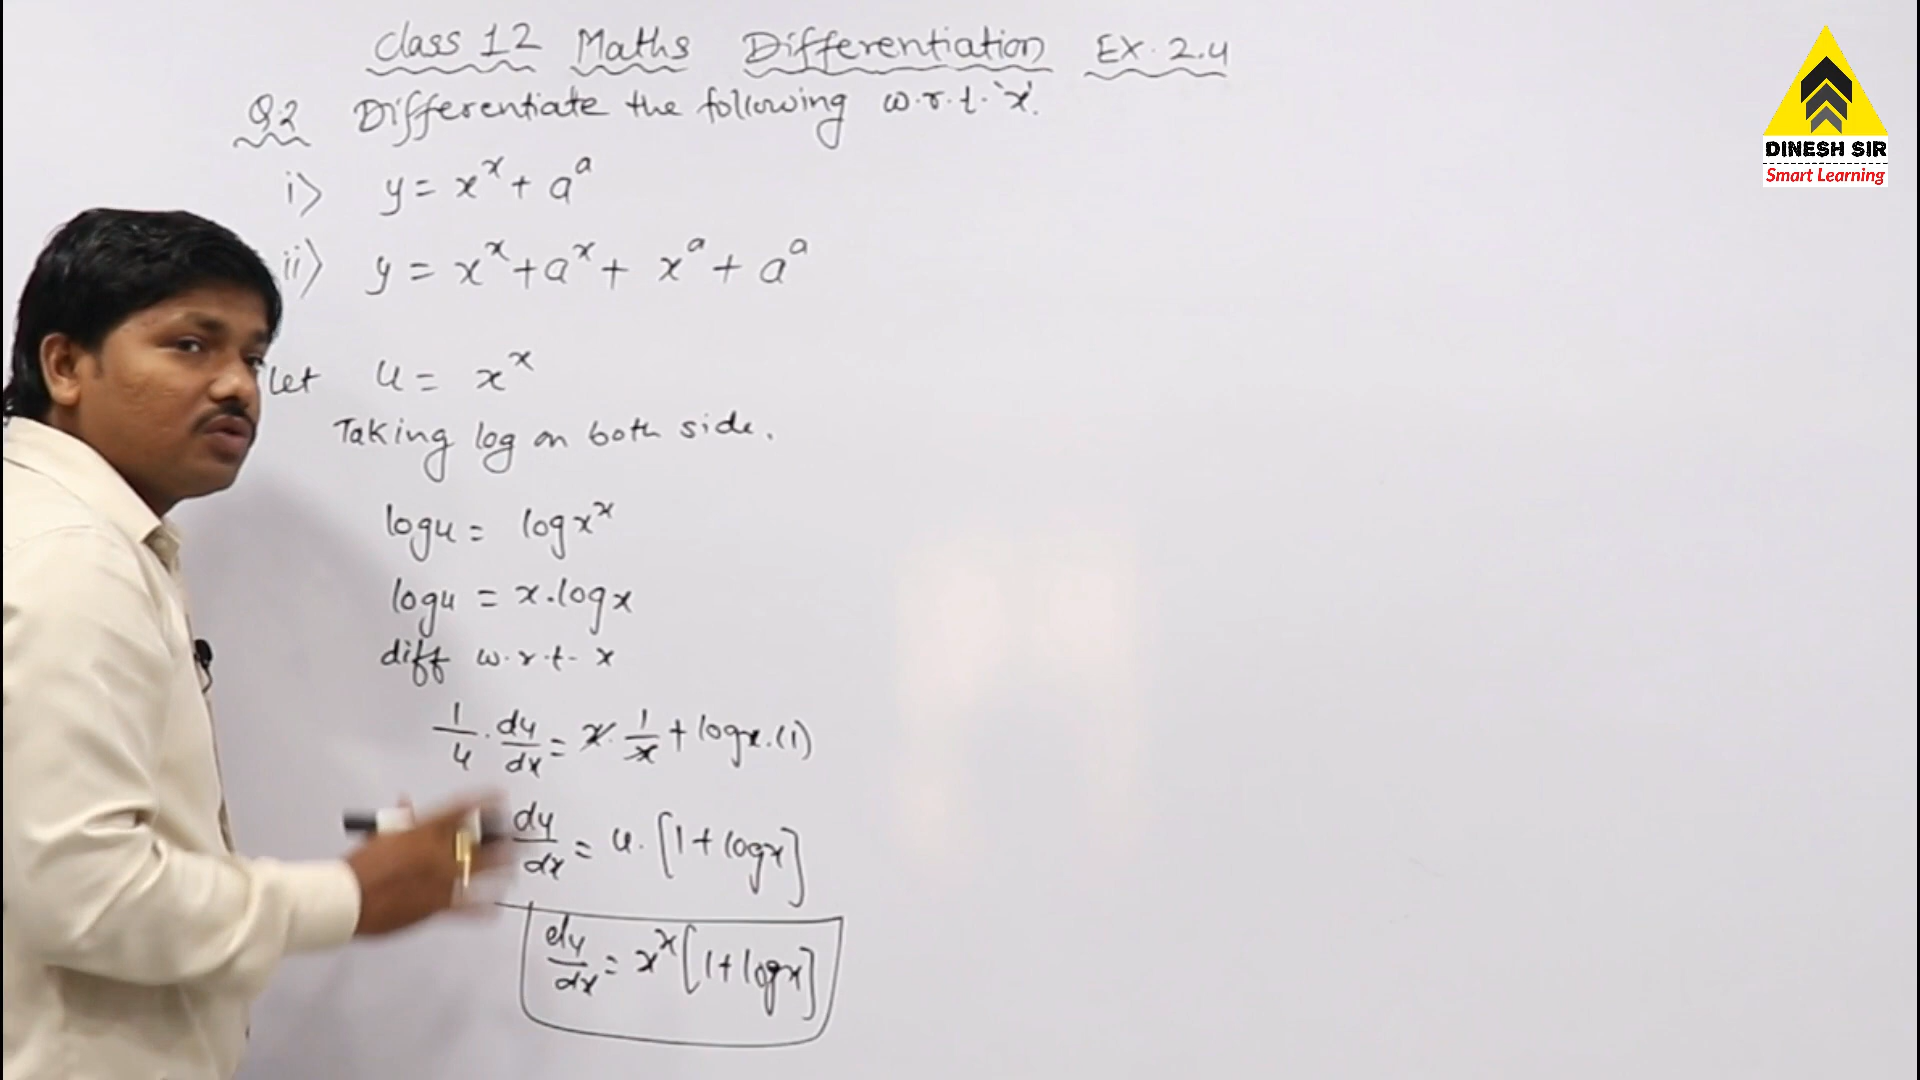 Class 12 Maths Differentiation EX. 2.4
Q.2 Differentiate the following w.r.t. 'x'.
i) y = x^x + a^a
ii) y = x^x + a^x + x^a + a^a
Let u = x^x
Taking log on both side.
log u = log x^x
log u = x . log x
diff w.r.t. x
1/u . du/dx = x . 1/x + log x . (1)
du/dx = u . [1 + log x]
du/dx = x^x [1 + log x]
DINESH SIR
Smart Learning